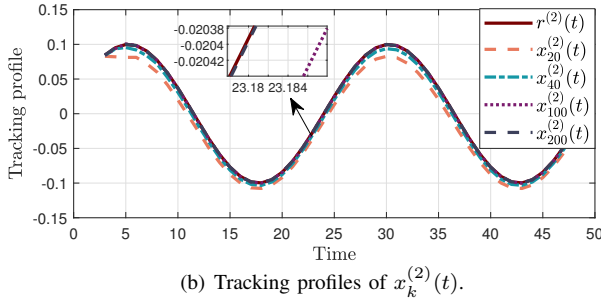 Tracking profile
0.15
0.10
0.05
0
-0.05
-0.10
-0.15
-0.02038
-0.0204
-0.02042
23.18 23.184
r^{(2)}(t)
x_{20}^{(2)}(t)
x_{40}^{(2)}(t)
x_{100}^{(2)}(t)
x_{200}^{(2)}(t)
0 5 10 15 20 25 30 35 40 45 50
Time
(b) Tracking profiles of x_k^{(2)}(t).